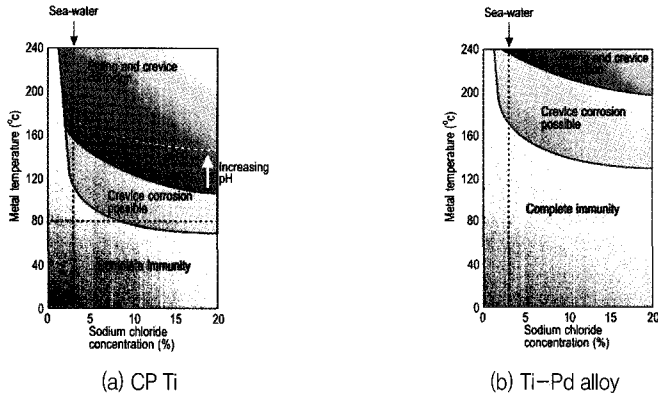 Sea-water
240
200
160
120
80
40
0
Metal temperature (°c)
and crevice
Increasing
pH
Crevice corrosion
possible
Complete immunity
0 5 10 15 20
Sodium chloride
concentration (%)
(a) CP Ti
Sea-water
240
200
160
120
80
40
0
Metal temperature (°c)
and crevice
Crevice corrosion
possible
Complete immunity
0 5 10 15 20
Sodium chloride
concentration (%)
(b) Ti-Pd alloy